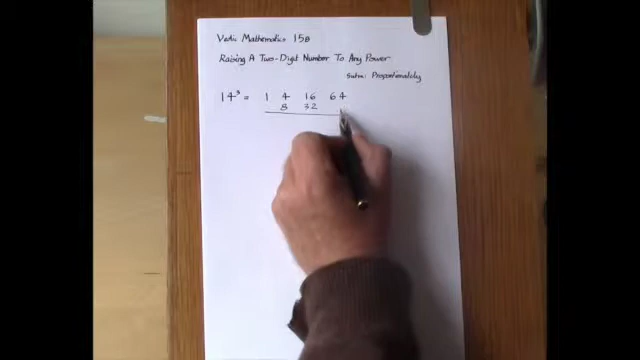 Vedic Mathematics 15B
Raising A Two-Digit Number To Any Power
Sutra: Proportionality
14³ = 1 4 16 64
8 32